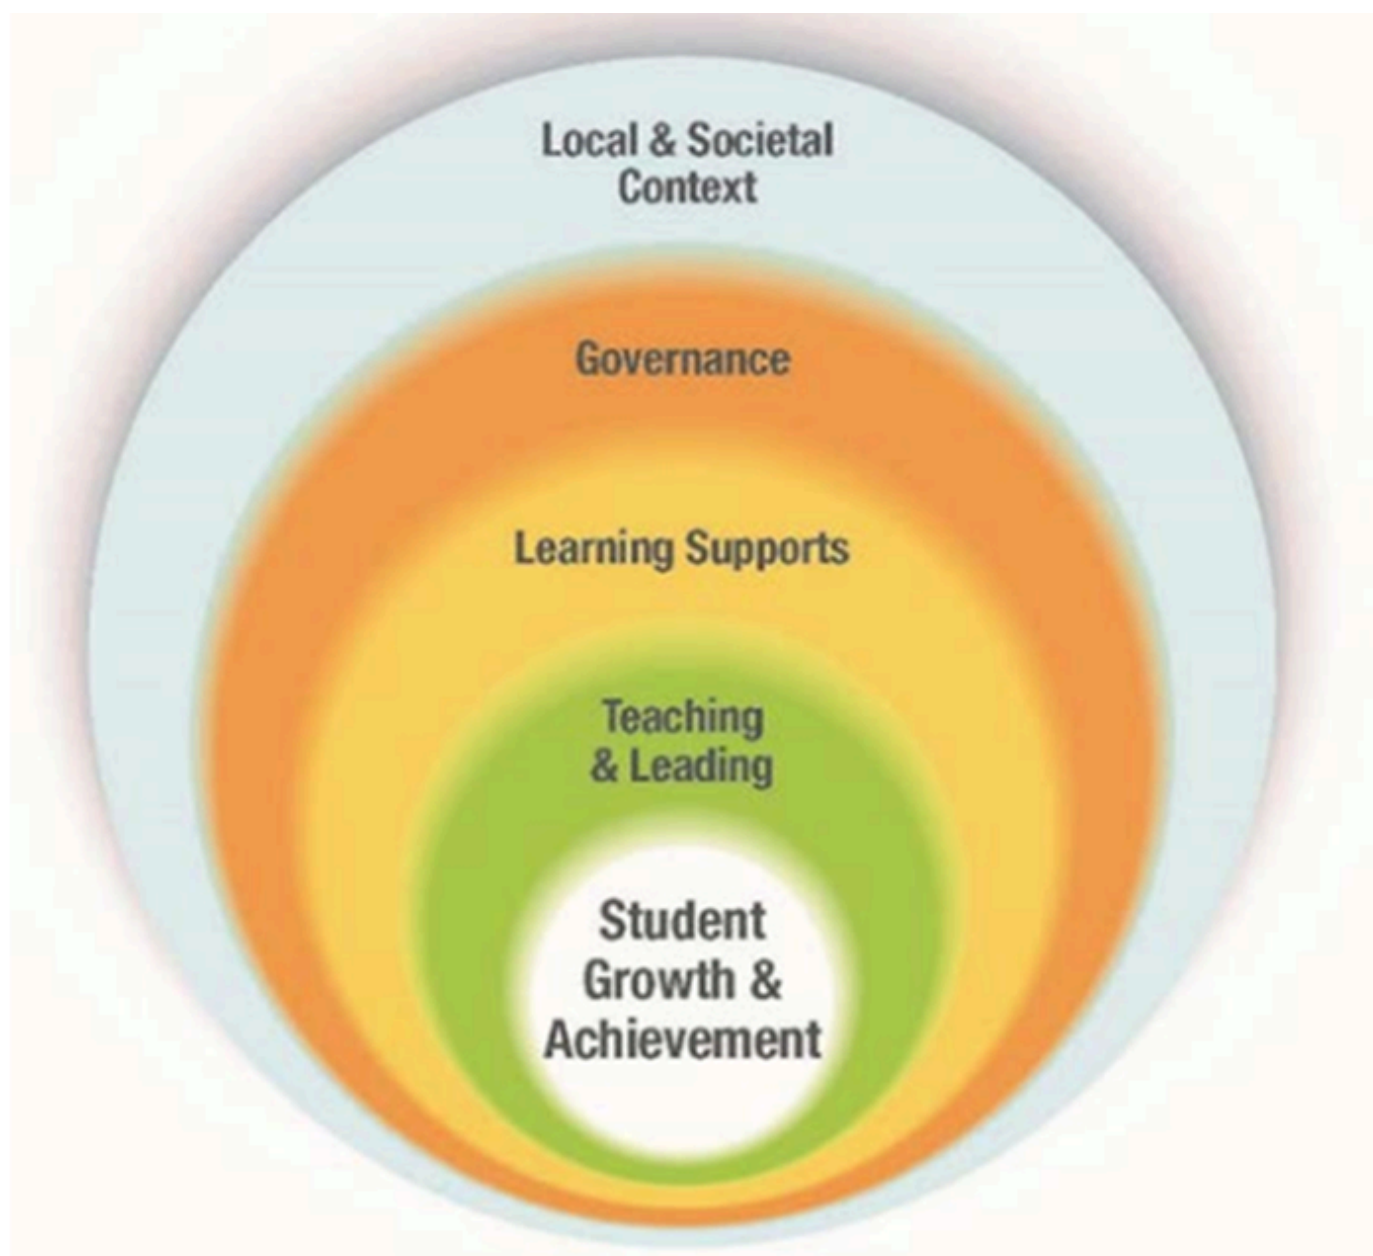 Local & Societal
Context
Governance
Learning Supports
Teaching
& Leading
Student
Growth &
Achievement